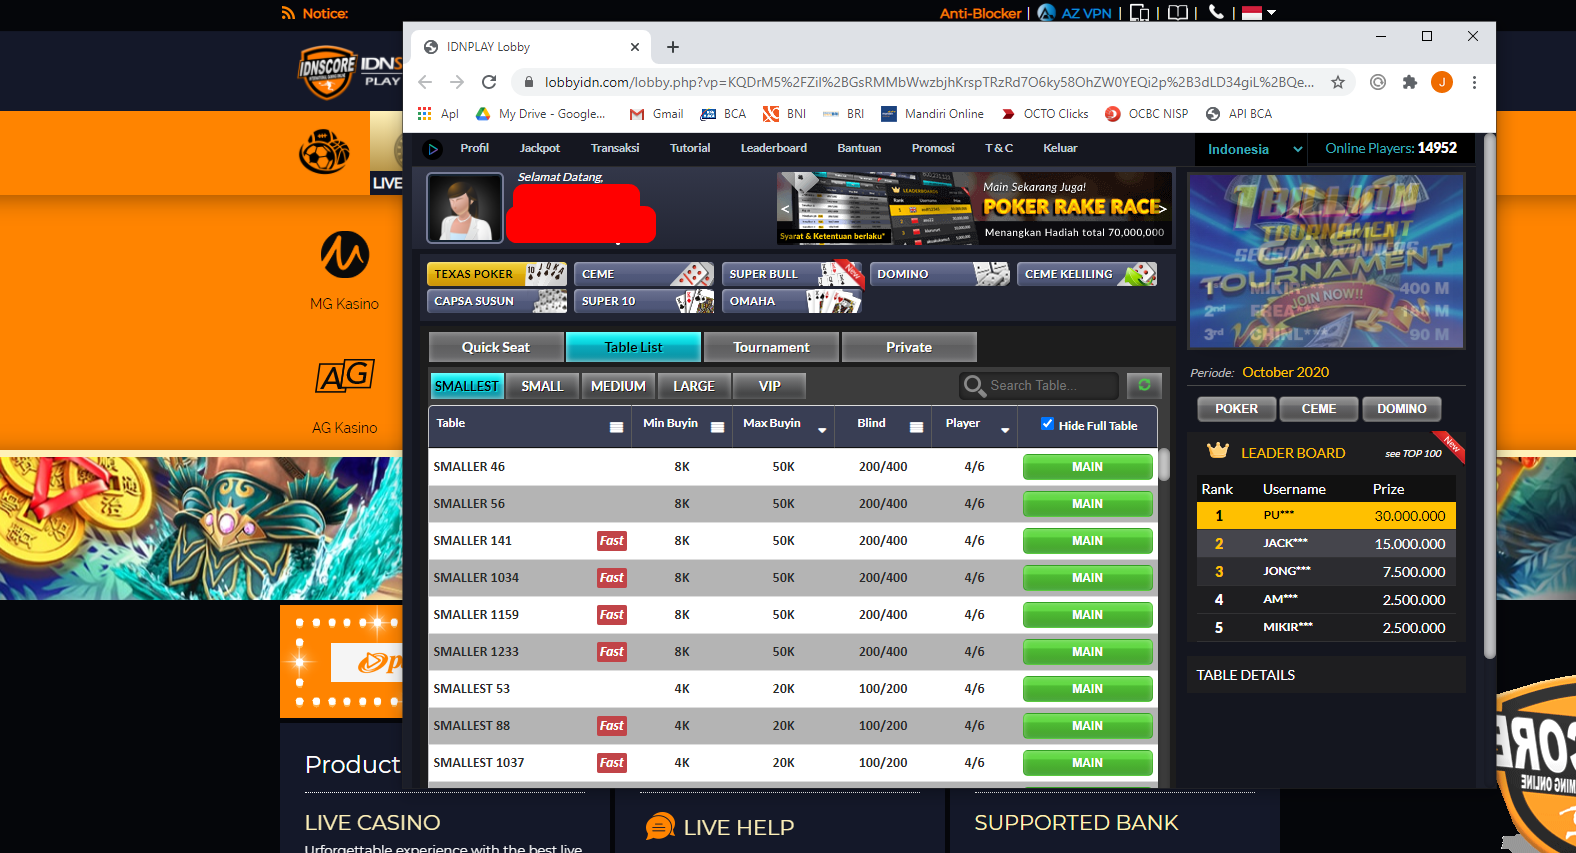 Notice:
Anti-Blocker | AZ VPN | | | |
IDNSCORE
IDNS
PLAY
LIVE
MG Kasino
AG
AG Kasino
Product
LIVE CASINO
Unforgettable experience with the best live
LIVE HELP
SUPPORTED BANK
IDNPLAY Lobby
lobbyidn.com/lobby.php?vp=KQDrM5%2FZiI%2BGsRMMbWwzbjhKrspTRzRd7O6ky58OhZW0YEQi2p%2B3dLD34giL%2BQe...
J
Apl My Drive - Google... Gmail BCA BNI BRI Mandiri Online OCTO Clicks OCBC NISP API BCA
Profil Jackpot Transaksi Tutorial Leaderboard Bantuan Promosi T & C Keluar
Indonesia Online Players: 14952
Selamat Datang,
LEADERBOARDS
Syarat & Ketentuan berlaku*
Main Sekarang Juga!
POKER RAKE RACE
Menangkan Hadiah total 70,000,000
TEXAS POKER CEME SUPER BULL New DOMINO CEME KELILING
CAPSA SUSUN SUPER 10 OMAHA
Quick Seat Table List Tournament Private
SMALLEST SMALL MEDIUM LARGE VIP Search Table...
Table Min Buyin Max Buyin Blind Player Hide Full Table
SMALLER 46 8K 50K 200/400 4/6 MAIN
SMALLER 56 8K 50K 200/400 4/6 MAIN
SMALLER 141 Fast 8K 50K 200/400 4/6 MAIN
SMALLER 1034 Fast 8K 50K 200/400 4/6 MAIN
SMALLER 1159 Fast 8K 50K 200/400 4/6 MAIN
SMALLER 1233 Fast 8K 50K 200/400 4/6 MAIN
SMALLEST 53 4K 20K 100/200 4/6 MAIN
SMALLEST 88 Fast 4K 20K 100/200 4/6 MAIN
SMALLEST 1037 Fast 4K 20K 100/200 4/6 MAIN
1 BILLION
TOURNAMENT
SEASON WINNERS
TOURNAMENT
JOIN NOW!!
1st MIKIR*** 400 M
2nd FREA***
3rd CHINL*** 90 M
Periode: October 2020
POKER CEME DOMINO
LEADER BOARD see TOP 100 New
Rank Username Prize
1 PU*** 30.000.000
2 JACK*** 15.000.000
3 JONG*** 7.500.000
4 AM*** 2.500.000
5 MIKIR*** 2.500.000
TABLE DETAILS